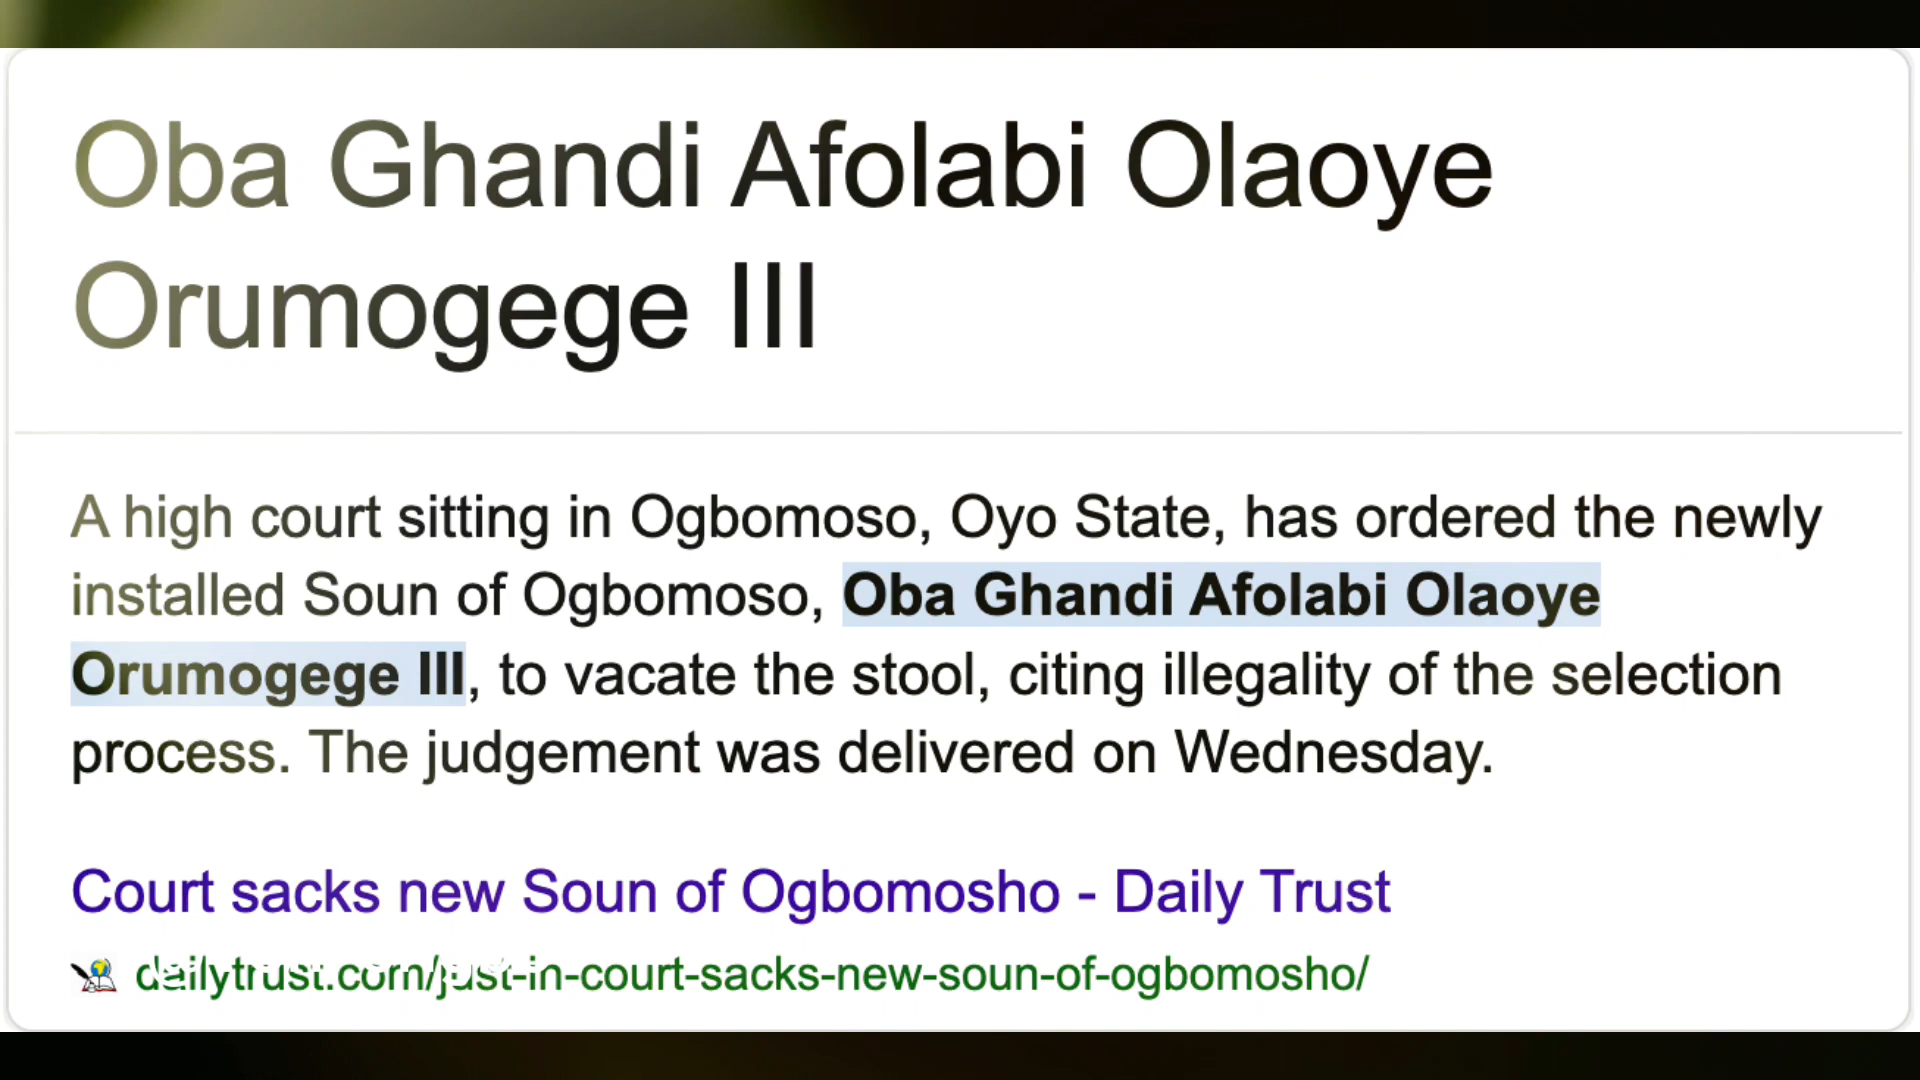 Oba Ghandi Afolabi Olaoye
Orumogege III
A high court sitting in Ogbomoso, Oyo State, has ordered the newly
installed Soun of Ogbomoso, Oba Ghandi Afolabi Olaoye
Orumogege III, to vacate the stool, citing illegality of the selection
process. The judgement was delivered on Wednesday.
Court sacks new Soun of Ogbomosho - Daily Trust
dailytrust.com/just-in-court-sacks-new-soun-of-ogbomosho/